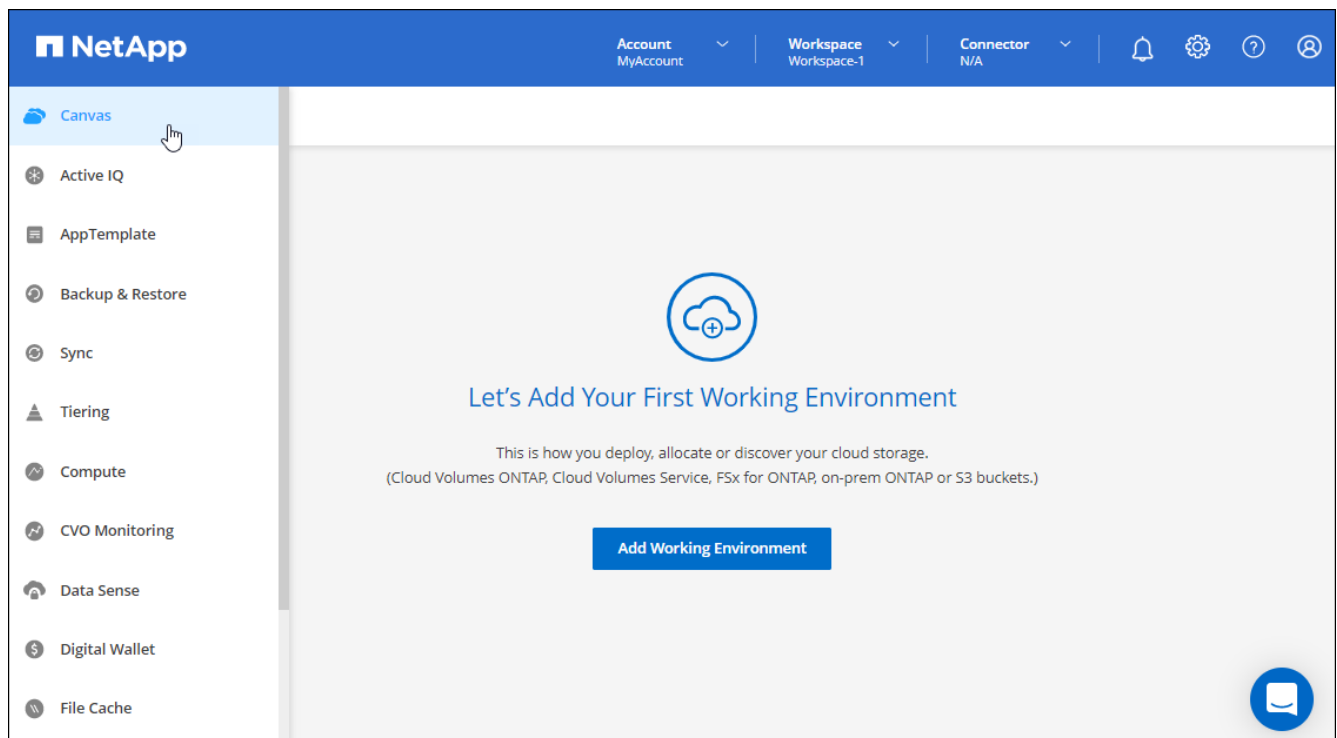 NetApp
Account
MyAccount
Workspace
Workspace-1
Connector
N/A
Canvas
Active IQ
AppTemplate
Backup & Restore
Sync
Tiering
Compute
CVO Monitoring
Data Sense
Digital Wallet
File Cache
Let's Add Your First Working Environment
This is how you deploy, allocate or discover your cloud storage.
(Cloud Volumes ONTAP, Cloud Volumes Service, FSx for ONTAP, on-prem ONTAP or S3 buckets.)
Add Working Environment